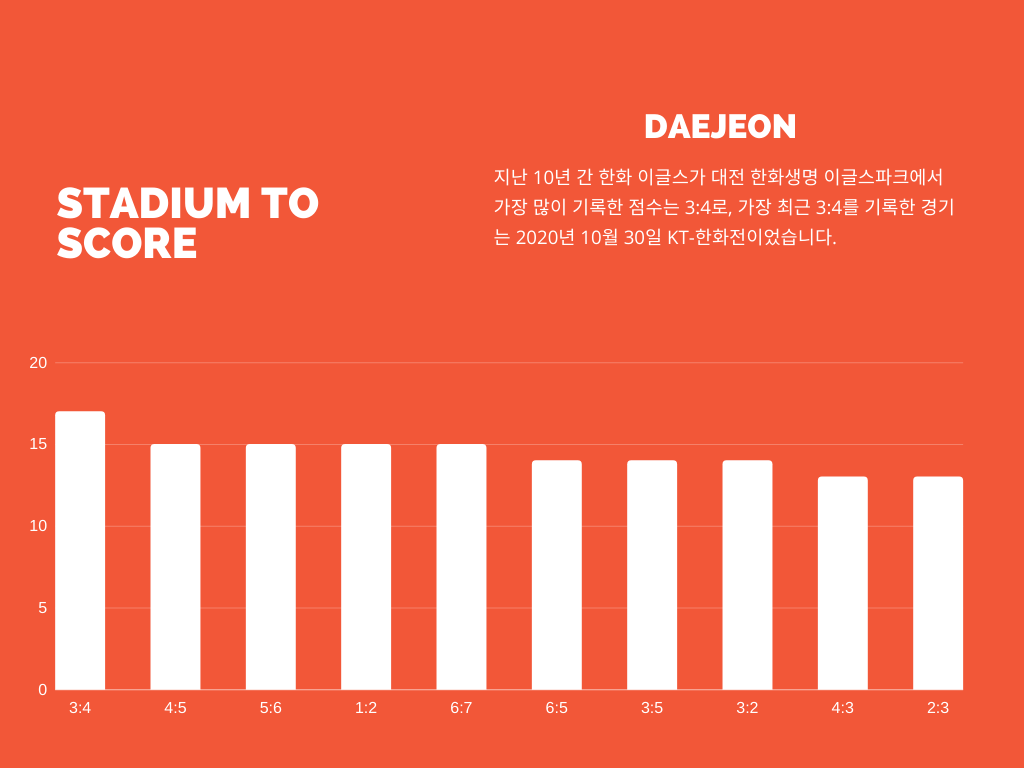 STADIUM TO
SCORE
DAEJEON
지난 10년 간 한화 이글스가 대전 한화생명 이글스파크에서
가장 많이 기록한 점수는 3:4로, 가장 최근 3:4를 기록한 경기
는 2020년 10월 30일 KT-한화전이었습니다.
20
15
10
5
0
3:4 4:5 5:6 1:2 6:7 6:5 3:5 3:2 4:3 2:3